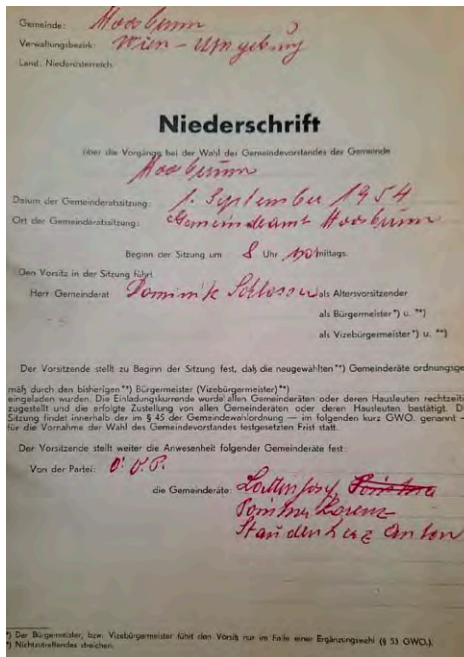 Gemeinde: Moosbrunn
Verwaltungsbezirk: Wien-Umgebung
Land: Niederösterreich
Niederschrift
über die Vorgänge bei der Wahl des Gemeindevorstandes der Gemeinde
Moosbrunn
Datum der Gemeinderatssitzung: 1. September 1954
Ort der Gemeinderatssitzung: Gemeindeamt Moosbrunn
Beginn der Sitzung um 8 Uhr mittags.
Den Vorsitz in der Sitzung führt
Herr Gemeinderat Dominik Schlosser als Altersvorsitzender
als Bürgermeister*) u. **)
als Vizebürgermeister*) u. **)
Der Vorsitzende stellt zu Beginn der Sitzung fest, daß die neugewählten**) Gemeinderäte ordnungsge
mäß durch den bisherigen**) Bürgermeister (Vizebürgermeister)**)
eingeladen wurden. Die Einladungskurrende wurde allen Gemeinderäten oder deren Hausleuten rechtzeiti
zugestellt und die erfolgte Zustellung von allen Gemeinderäten oder deren Hausleuten bestätigt. D
Sitzung findet innerhalb der im § 45 der Gemeindewahlordnung — im folgenden kurz GWO. genannt —
für die Vornahme der Wahl des Gemeindevorstandes festgesetzten Frist statt.
Der Vorsitzende stellt weiter die Anwesenheit folgender Gemeinderäte fest:
Von der Partei: Ö.V.P.
die Gemeinderäte:
Lorenz
Anton
*) Der Bürgermeister, bzw. Vizebürgermeister führt den Vorsitz nur im Falle einer Ergänzungswahl (§ 53 GWO.).
*) Nichtzutreffendes streichen.